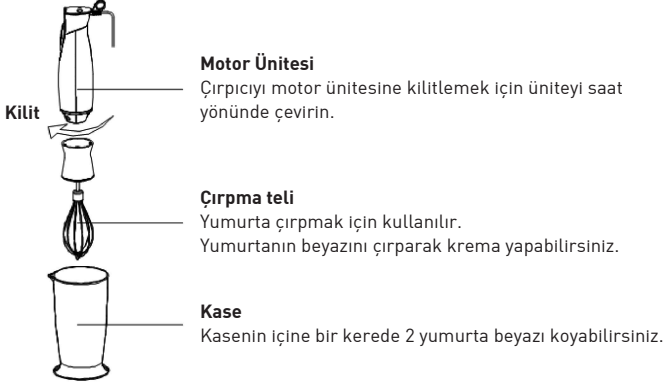 Motor Ünitesi
Çırpıcıyı motor ünitesine kilitlemek için üniteyi saat
yönünde çevirin.
Kilit
Çırpma teli
Yumurta çırpmak için kullanılır.
Yumurtanın beyazını çırparak krema yapabilirsiniz.
Kase
Kasenin içine bir kerede 2 yumurta beyazı koyabilirsiniz.